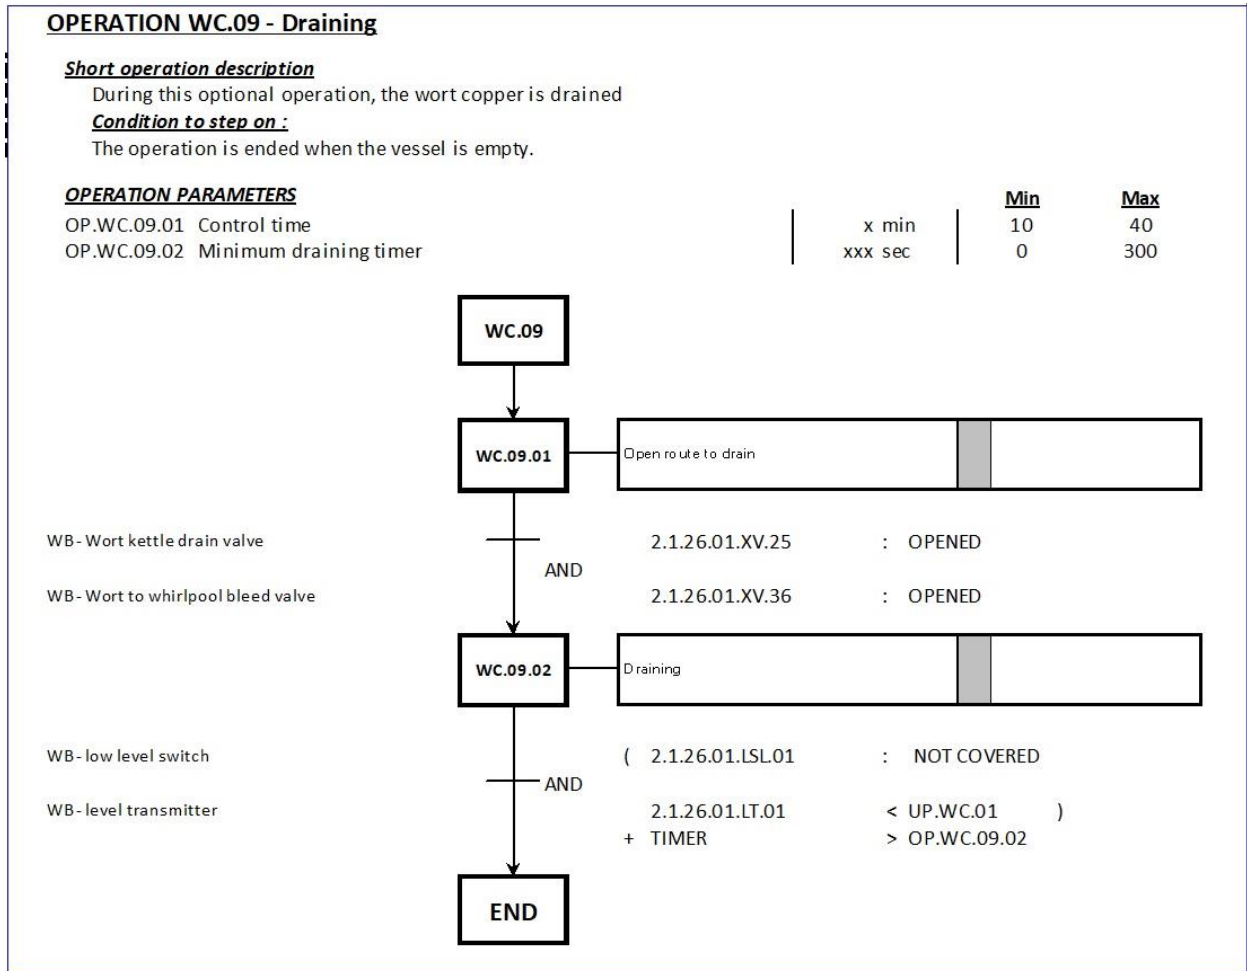 OPERATION WC.09 - Draining
Short operation description
During this optional operation, the wort copper is drained
Condition to step on :
The operation is ended when the vessel is empty.
OPERATION PARAMETERS Min Max
OP.WC.09.01 Control time x min 10 40
OP.WC.09.02 Minimum draining timer xxx sec 0 300
WC.09
WC.09.01 Open route to drain
WB- Wort kettle drain valve 2.1.26.01.XV.25 : OPENED
AND
WB- Wort to whirlpool bleed valve 2.1.26.01.XV.36 : OPENED
WC.09.02 Draining
WB- low level switch ( 2.1.26.01.LSL.01 : NOT COVERED
AND
WB- level transmitter 2.1.26.01.LT.01 < UP.WC.01 )
+ TIMER > OP.WC.09.02
END